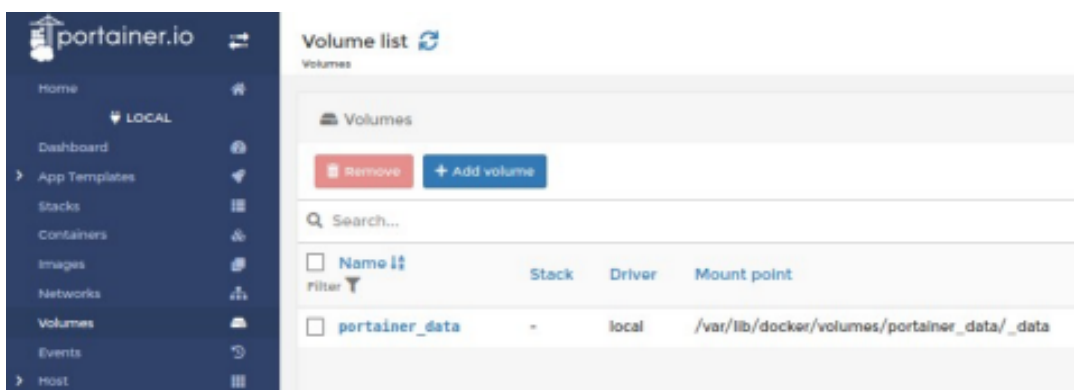 portainer.io
Home
LOCAL
Dashboard
App Templates
Stacks
Containers
Images
Networks
Volumes
Events
Host
Volume list
Volumes
Volumes
Remove
+ Add volume
Search...
Name Stack Driver Mount point
Filter
portainer_data - local /var/lib/docker/volumes/portainer_data/_data